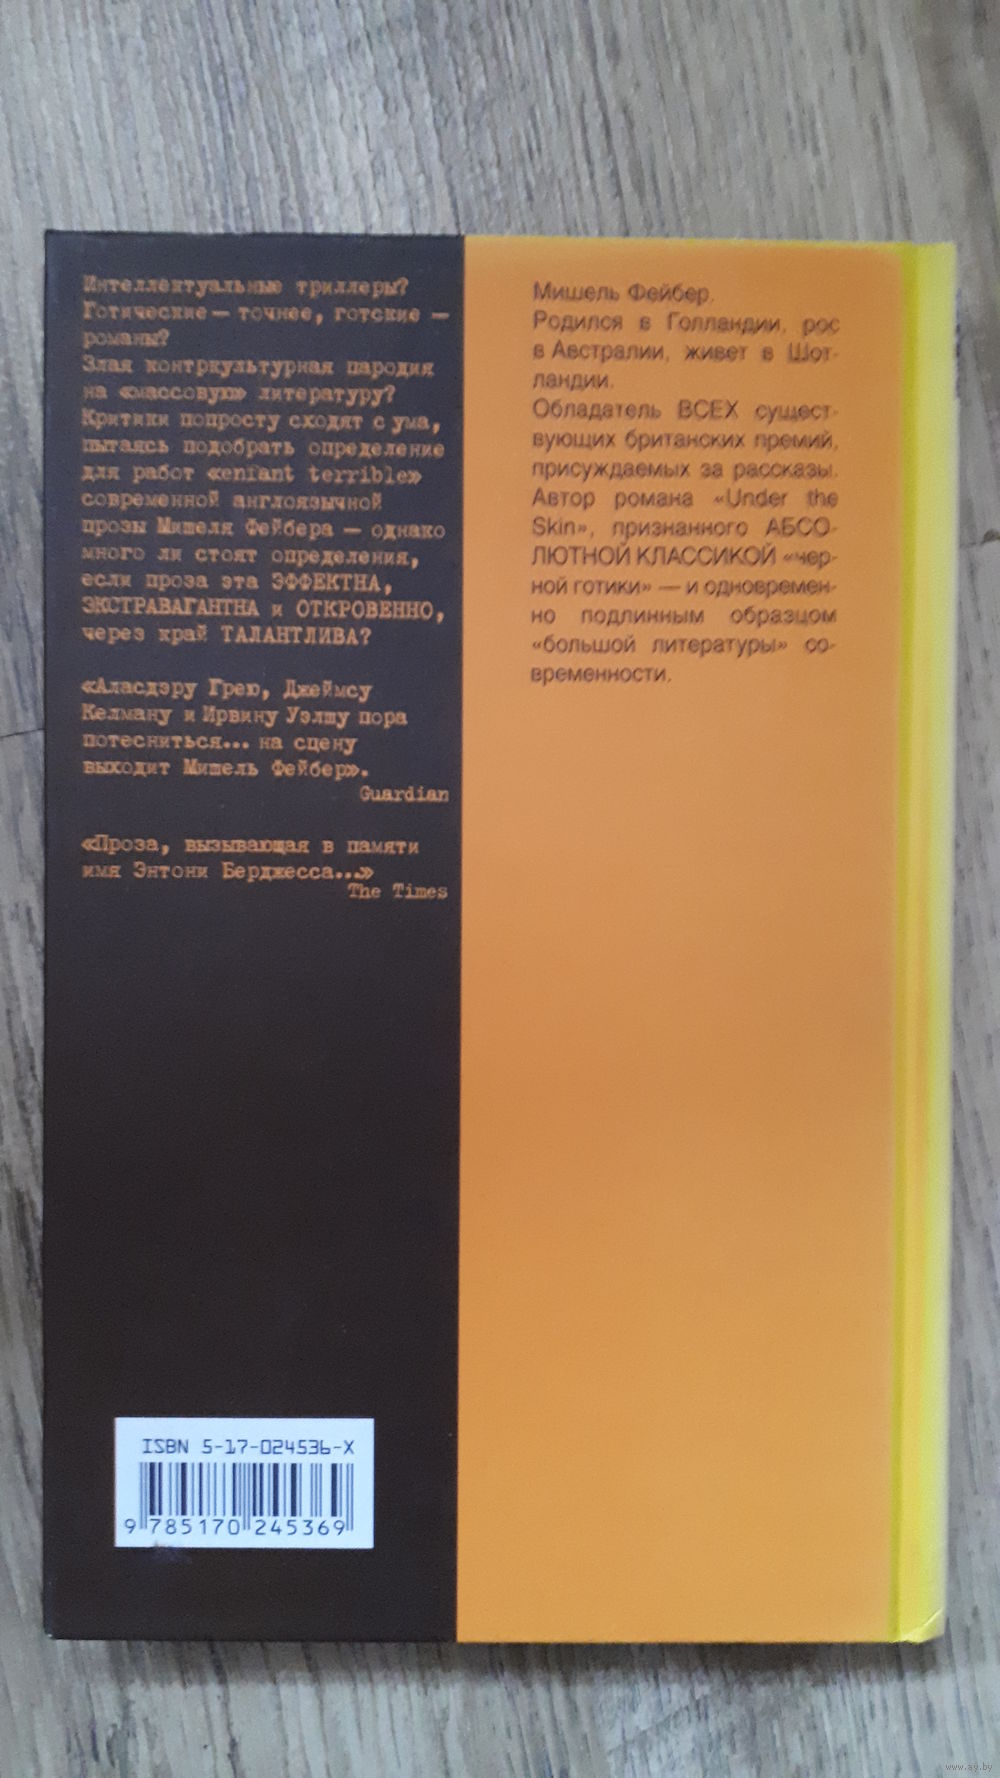 Интеллектуальные триллеры?
Готические — точнее, готские —
романы?
Злая контркультурная пародия
на «массовую» литературу?
Критики попросту сходят с ума,
пытаясь подобрать определение
для работ «enfant terrible»
современной англоязычной
прозы Мишеля Фейбера — однако
много ли стоят определения,
если проза эта ЭФФЕКТНА,
ЭКСТРАВАГАНТНА и ОТКРОВЕННО,
через край ТАЛАНТЛИВА?
«Аласдэру Грею, Джеймсу
Келману и Ирвину Уэлшу пора
потесниться... на сцену
выходит Мишель Фейбер».
Guardian
«Проза, вызывающая в памяти
имя Энтони Берджесса...»
The Times
ISBN 5-17-024536-X
9 785170 245369
Мишель Фейбер.
Родился в Голландии, рос
в Австралии, живет в Шот-
ландии.
Обладатель ВСЕХ сущест-
вующих британских премий,
присуждаемых за рассказы.
Автор романа «Under the
Skin», признанного АБСО-
ЛЮТНОЙ КЛАССИКОЙ «чер-
ной готики» — и одновремен-
но подлинным образцом
«большой литературы» со-
временности.
www.ay.by